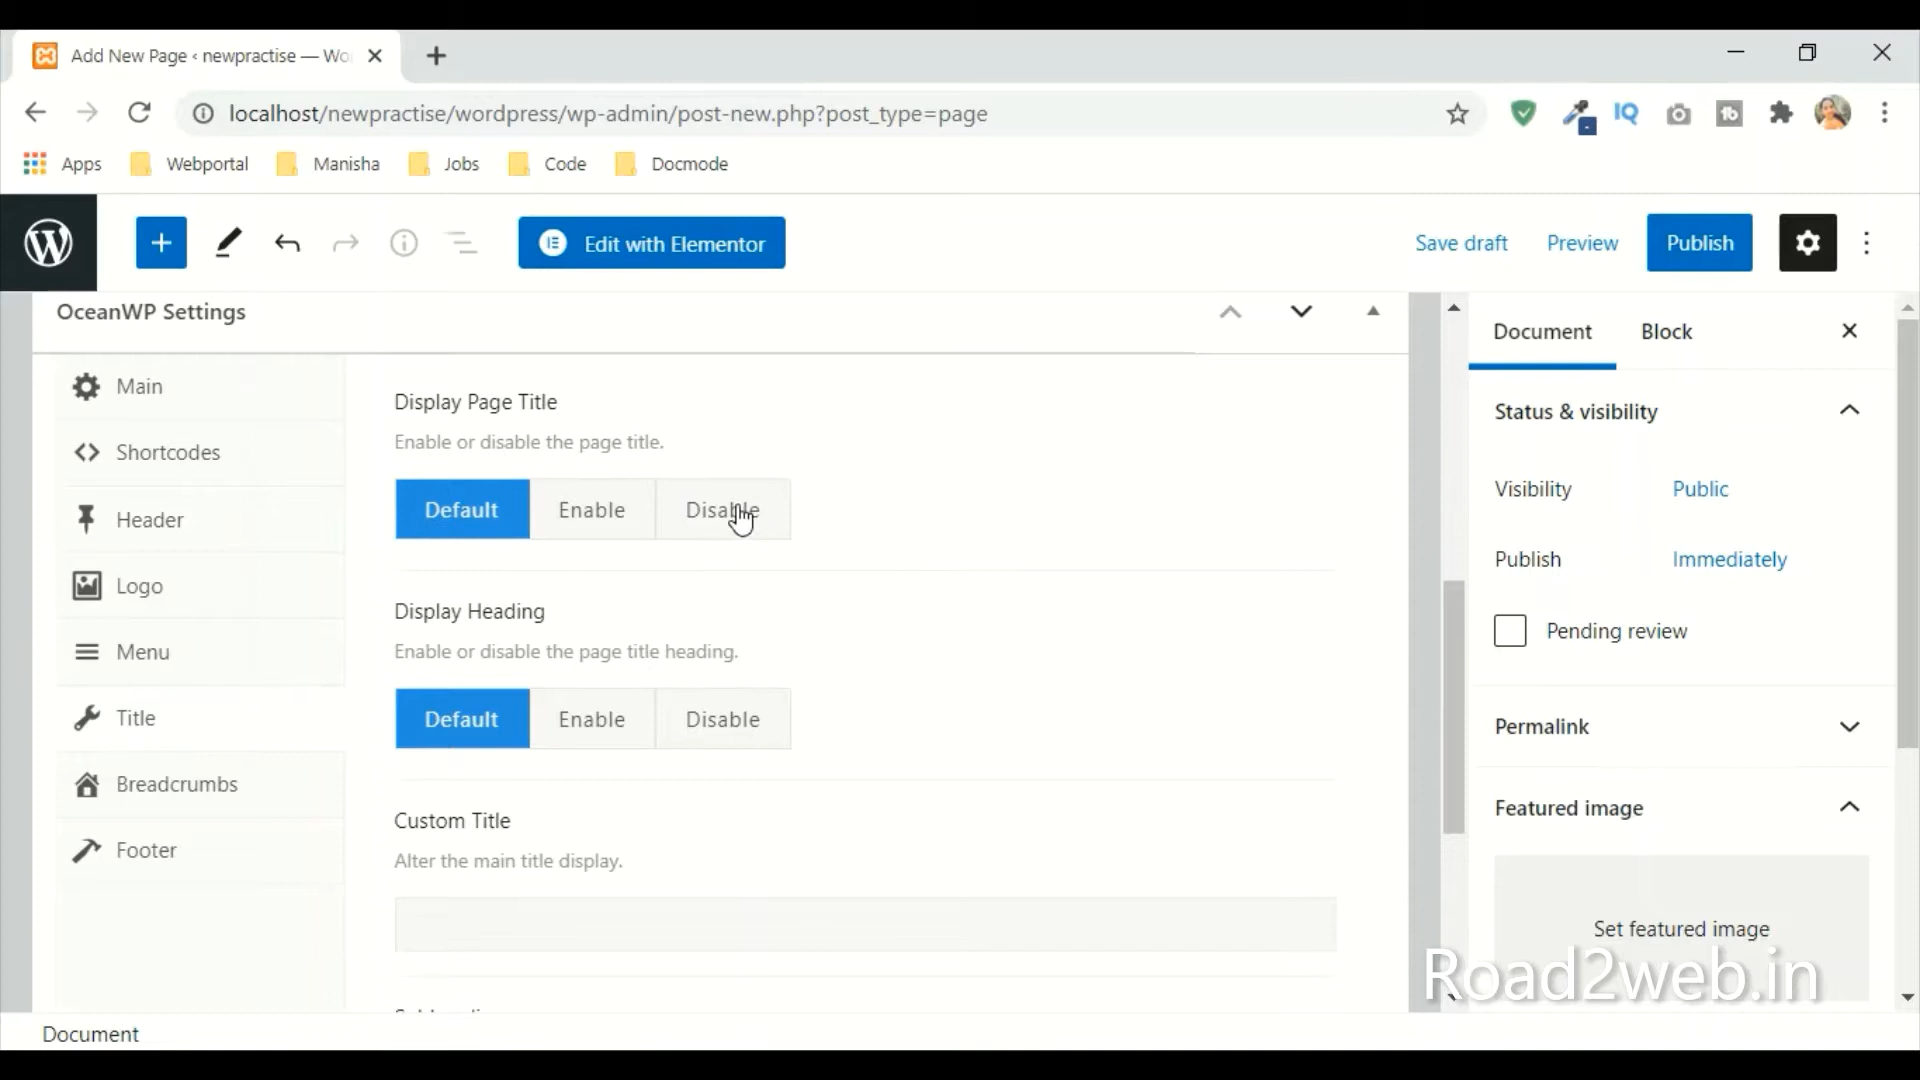 Add New Page ‹ newpractise — Wo
localhost/newpractise/wordpress/wp-admin/post-new.php?post_type=page
IQ
tb
Apps
Webportal
Manisha
Jobs
Code
Docmode
Edit with Elementor
Save draft
Preview
Publish
OceanWP Settings
Document
Block
Main
Shortcodes
Header
Logo
Menu
Title
Breadcrumbs
Footer
Display Page Title
Enable or disable the page title.
Default
Enable
Disable
Display Heading
Enable or disable the page title heading.
Default
Enable
Disable
Custom Title
Alter the main title display.
Status & visibility
Visibility
Public
Publish
Immediately
Pending review
Permalink
Featured image
Set featured image
Road2web.in
Document